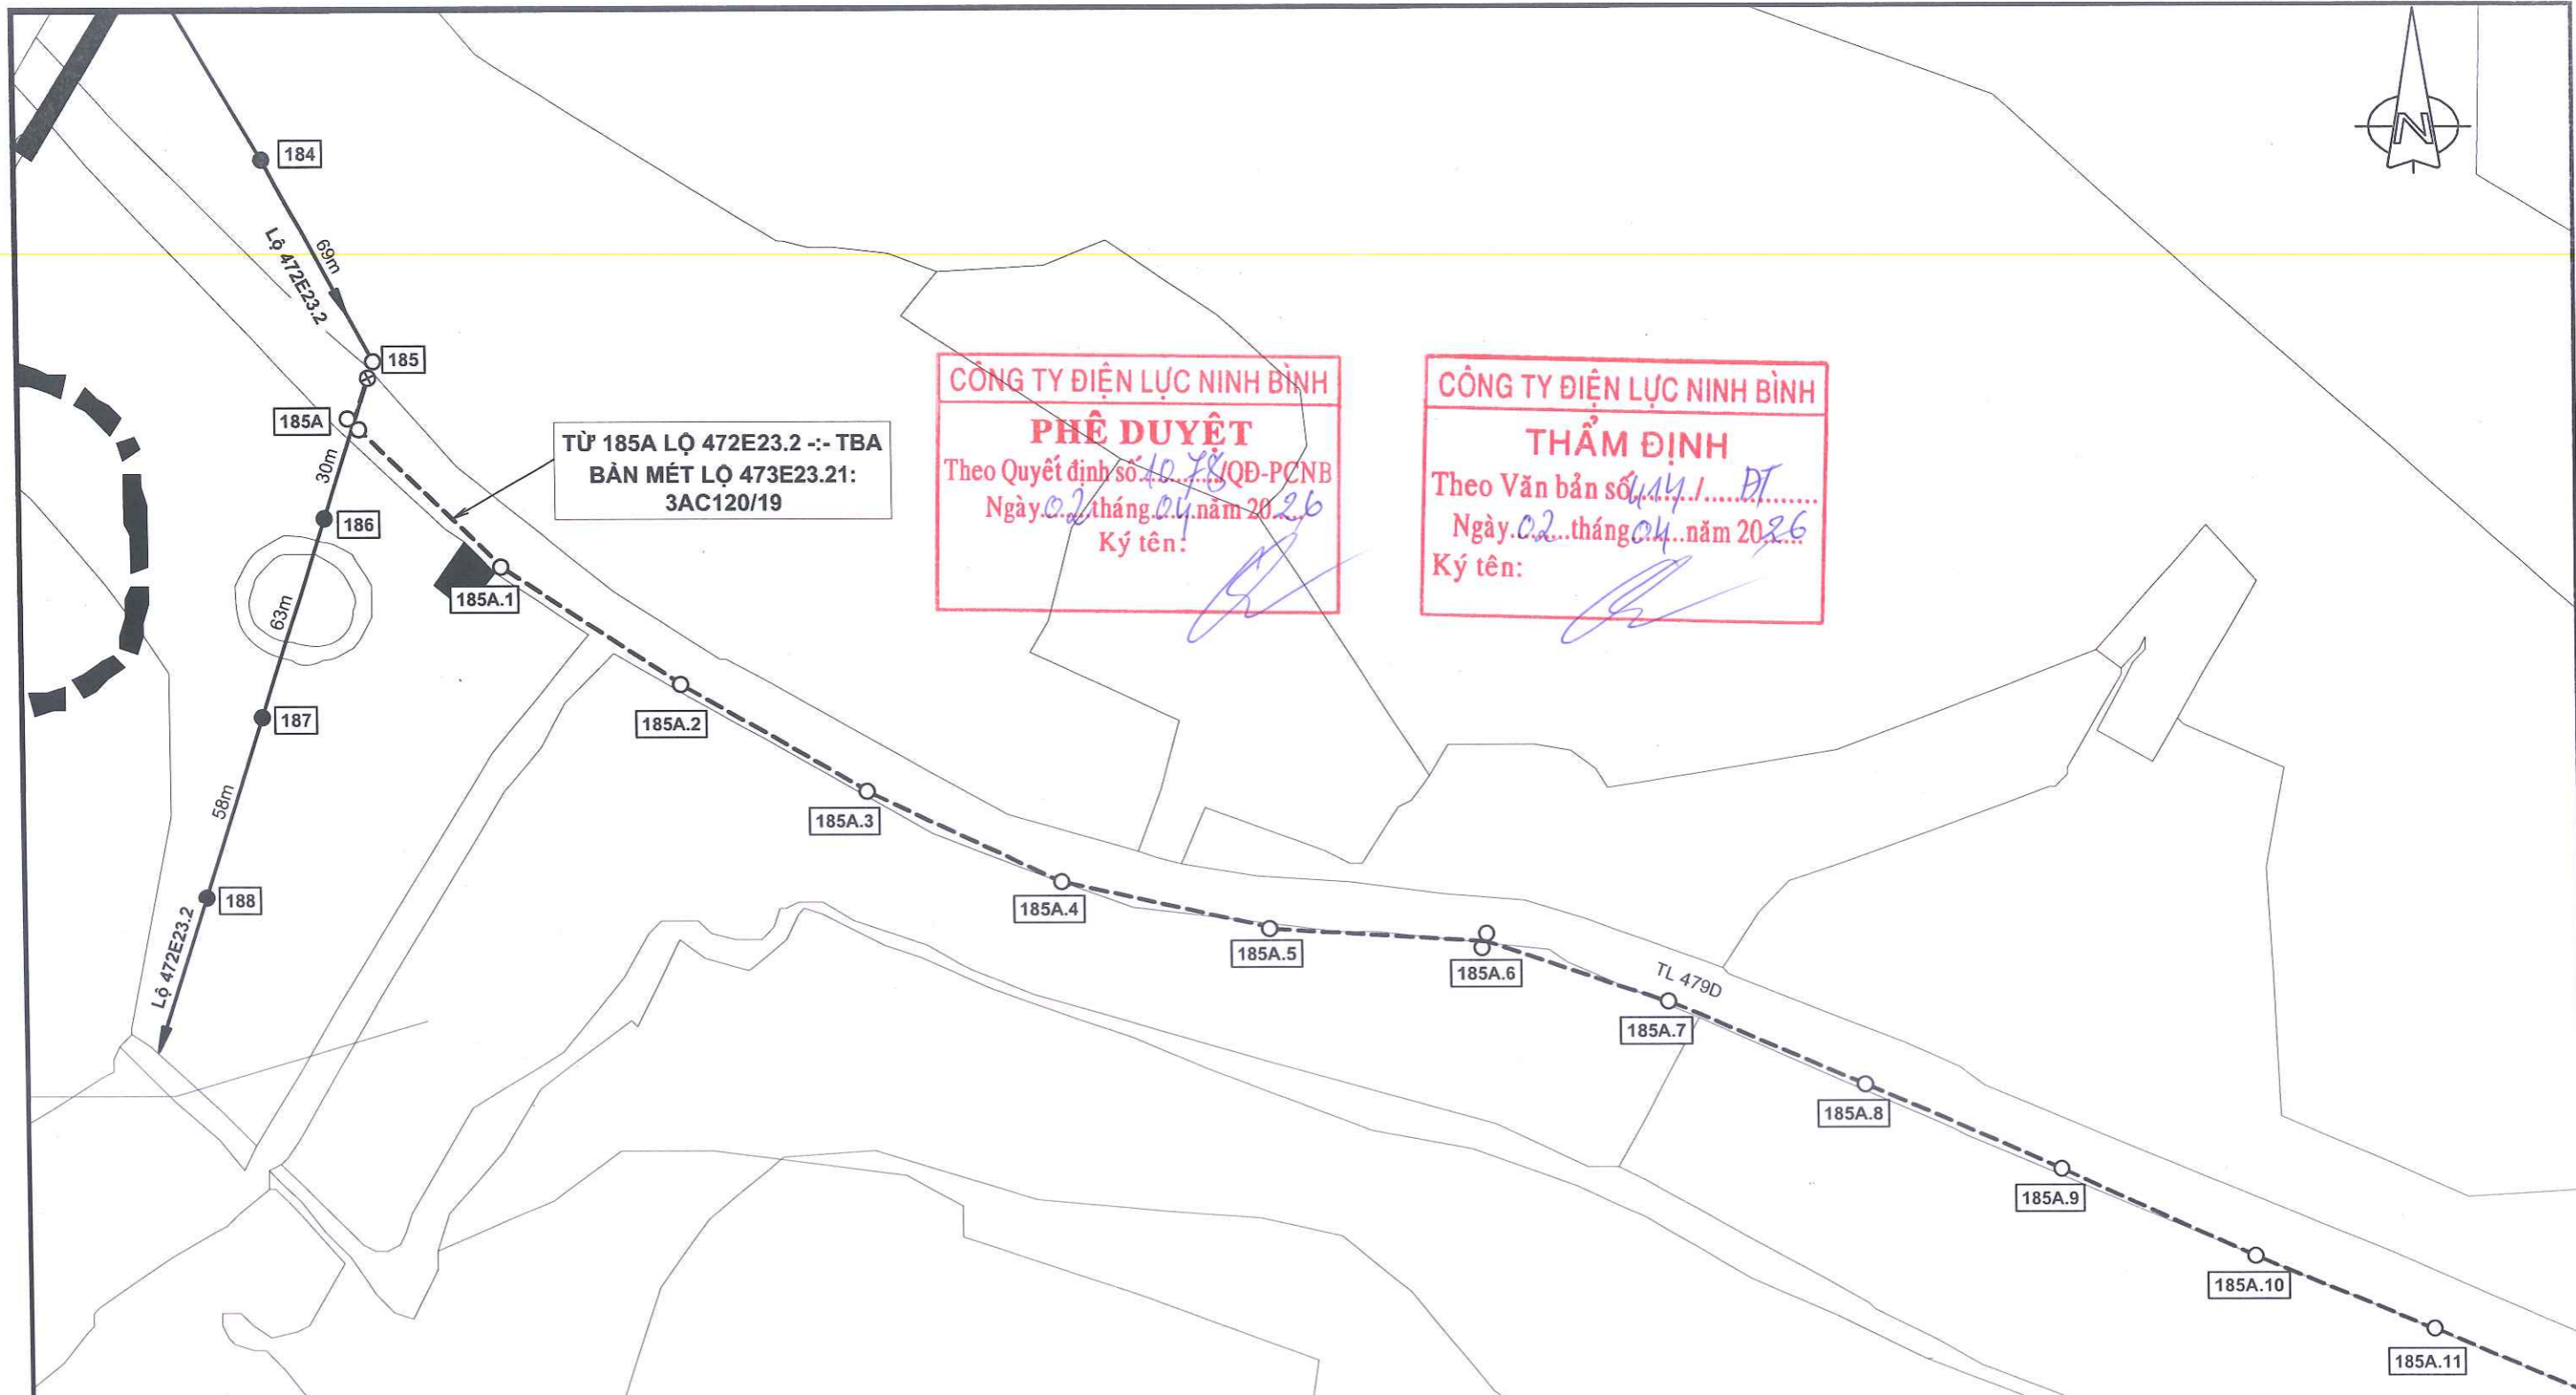 N
184
69m
Lộ 472E23.2
185
185A
30m
TỪ 185A LỘ 472E23.2 -:- TBA
BẢN MÉT LỘ 473E23.21:
3AC120/19
CÔNG TY ĐIỆN LỰC NINH BÌNH
PHÊ DUYỆT
Theo Quyết định số 1078/QĐ-PCNB
Ngày 02 tháng 04 năm 2026
Ký tên:
CÔNG TY ĐIỆN LỰC NINH BÌNH
THẨM ĐỊNH
Theo Văn bản số 414 / ĐT
Ngày 02 tháng 04 năm 2026
Ký tên:
186
185A.1
63m
187
185A.2
58m
185A.3
188
185A.4
Lộ 472E23.2
185A.5
185A.6
TL 479D
185A.7
185A.8
185A.9
185A.10
185A.11